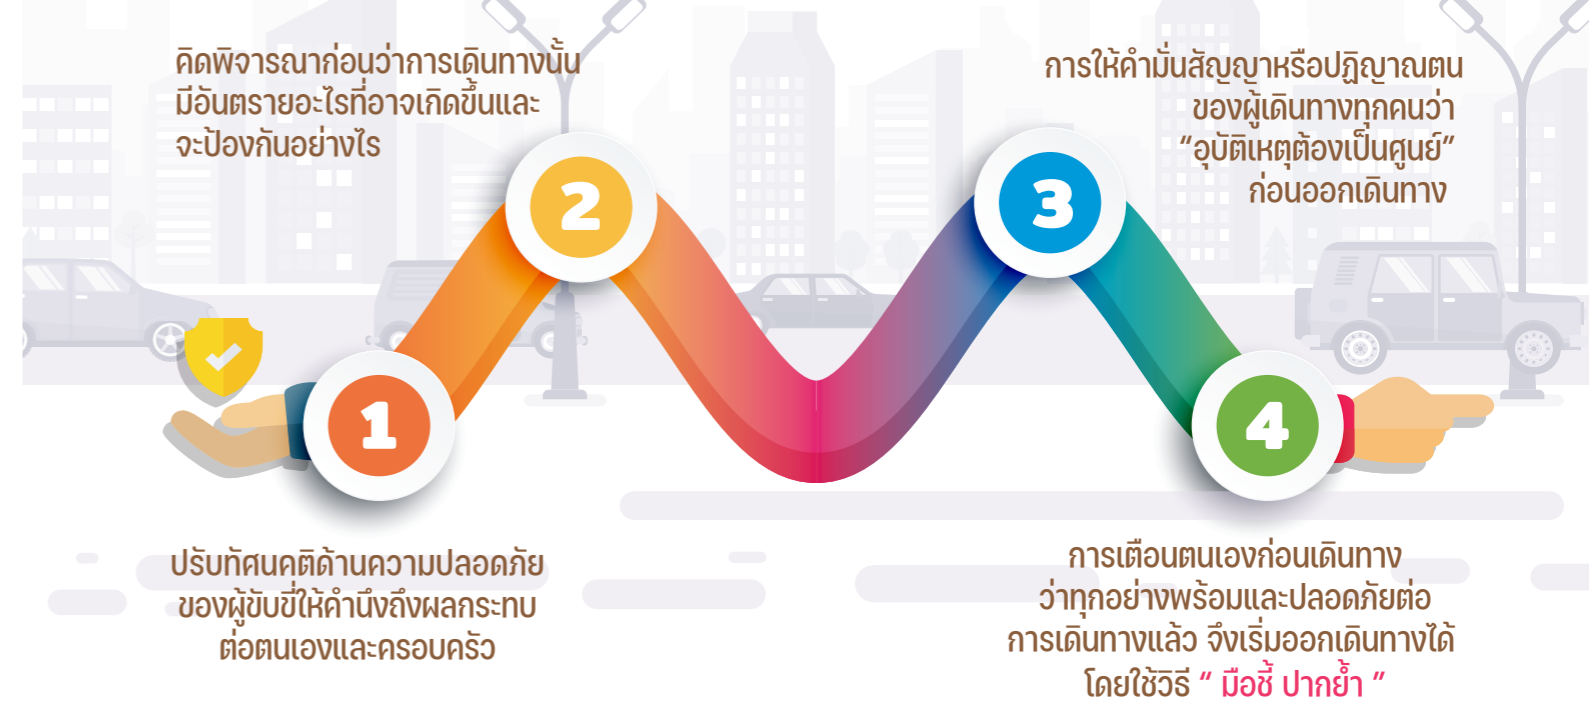 1
ปรับทัศนคติด้านความปลอดภัย
ของผู้ขับขี่ให้คำนึงถึงผลกระทบ
ต่อตนเองและครอบครัว
2
คิดพิจารณาก่อนว่าการเดินทางนั้น
มีอันตรายอะไรที่อาจเกิดขึ้นและ
จะป้องกันอย่างไร
3
การให้คำมั่นสัญญาหรือปฏิญาณตน
ของผู้เดินทางทุกคนว่า
“อุบัติเหตุต้องเป็นศูนย์”
ก่อนออกเดินทาง
4
การเตือนตนเองก่อนเดินทาง
ว่าทุกอย่างพร้อมและปลอดภัยต่อ
การเดินทางแล้ว จึงเริ่มออกเดินทางได้
โดยใช้วิธี “ มือชี้ ปากย้ำ ”